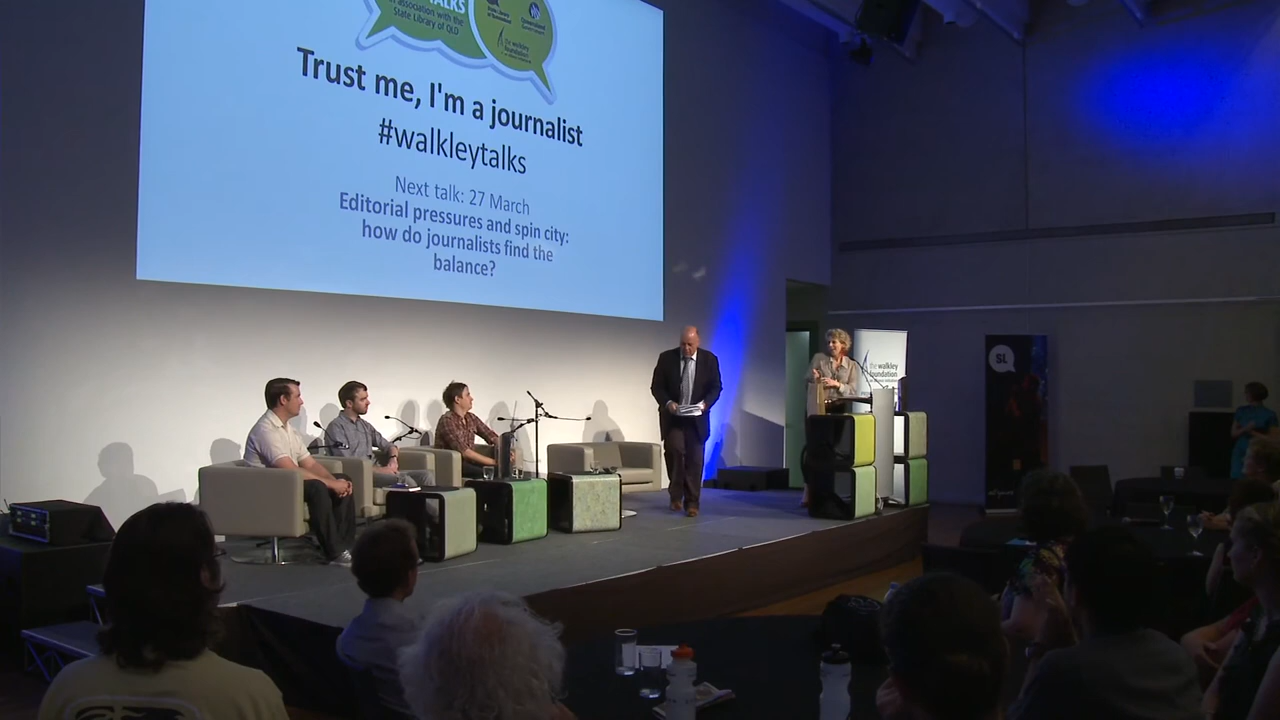 TALKS
in association with the
State Library of QLD
the walkley
foundation
Trust me, I'm a journalist
#walkleytalks
Next talk: 27 March
Editorial pressures and spin city:
how do journalists find the
balance?
the walkley
foundation
SL